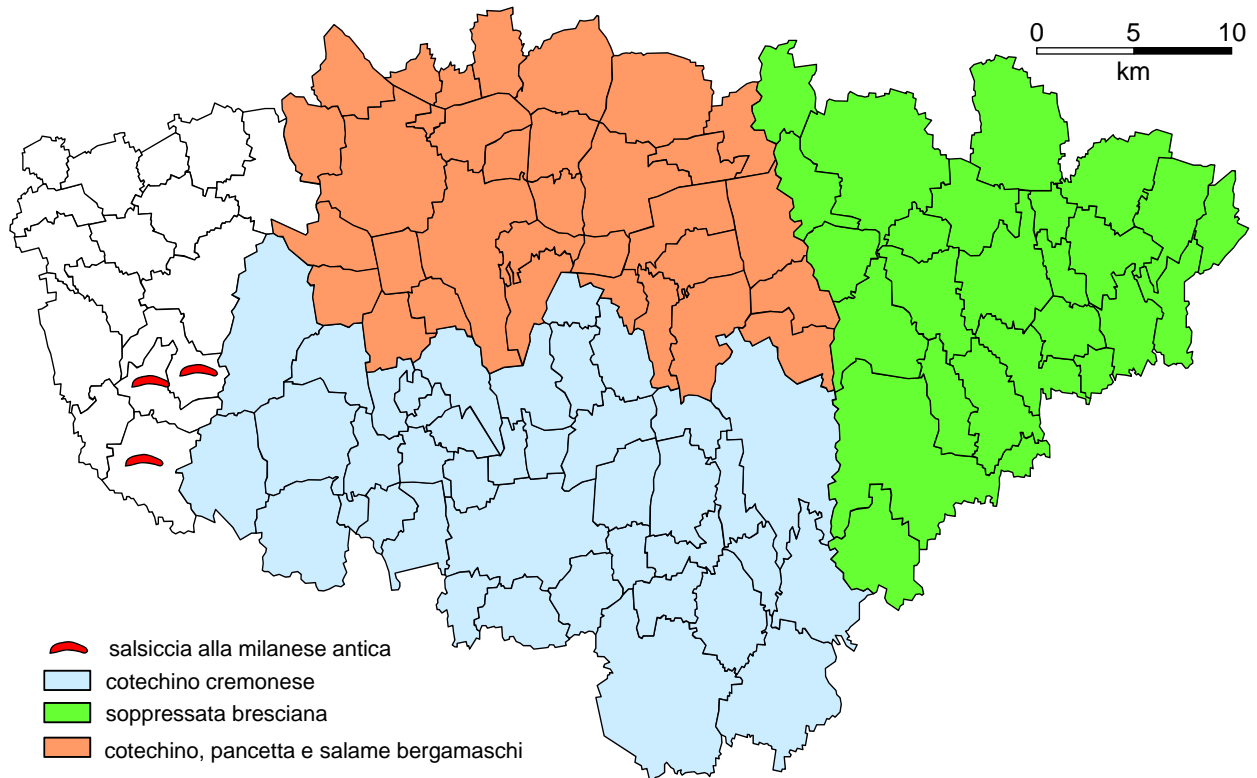 0 5 10
km
salsiccia alla milanese antica
cotechino cremonese
soppressata bresciana
cotechino, pancetta e salame bergamaschi